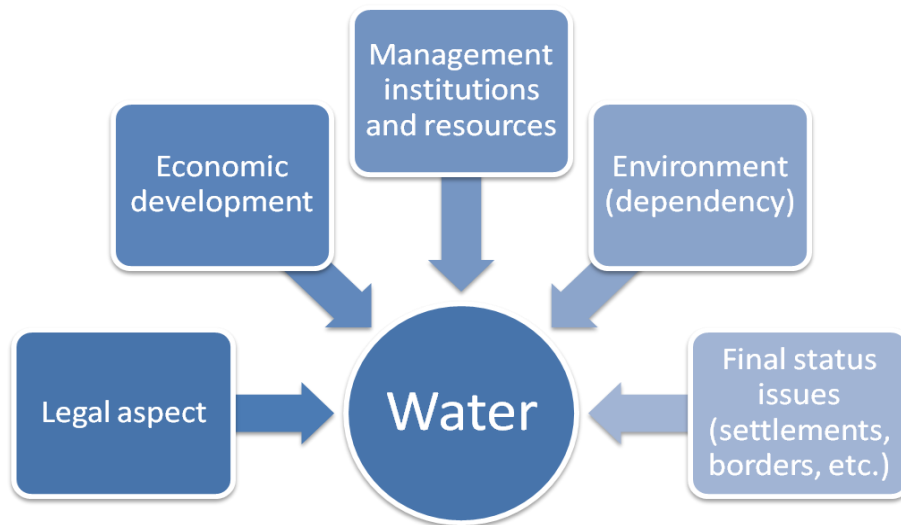 Management
institutions
and resources
Economic
development
Environment
(dependency)
Legal aspect
Water
Final status
issues
(settlements,
borders, etc.)